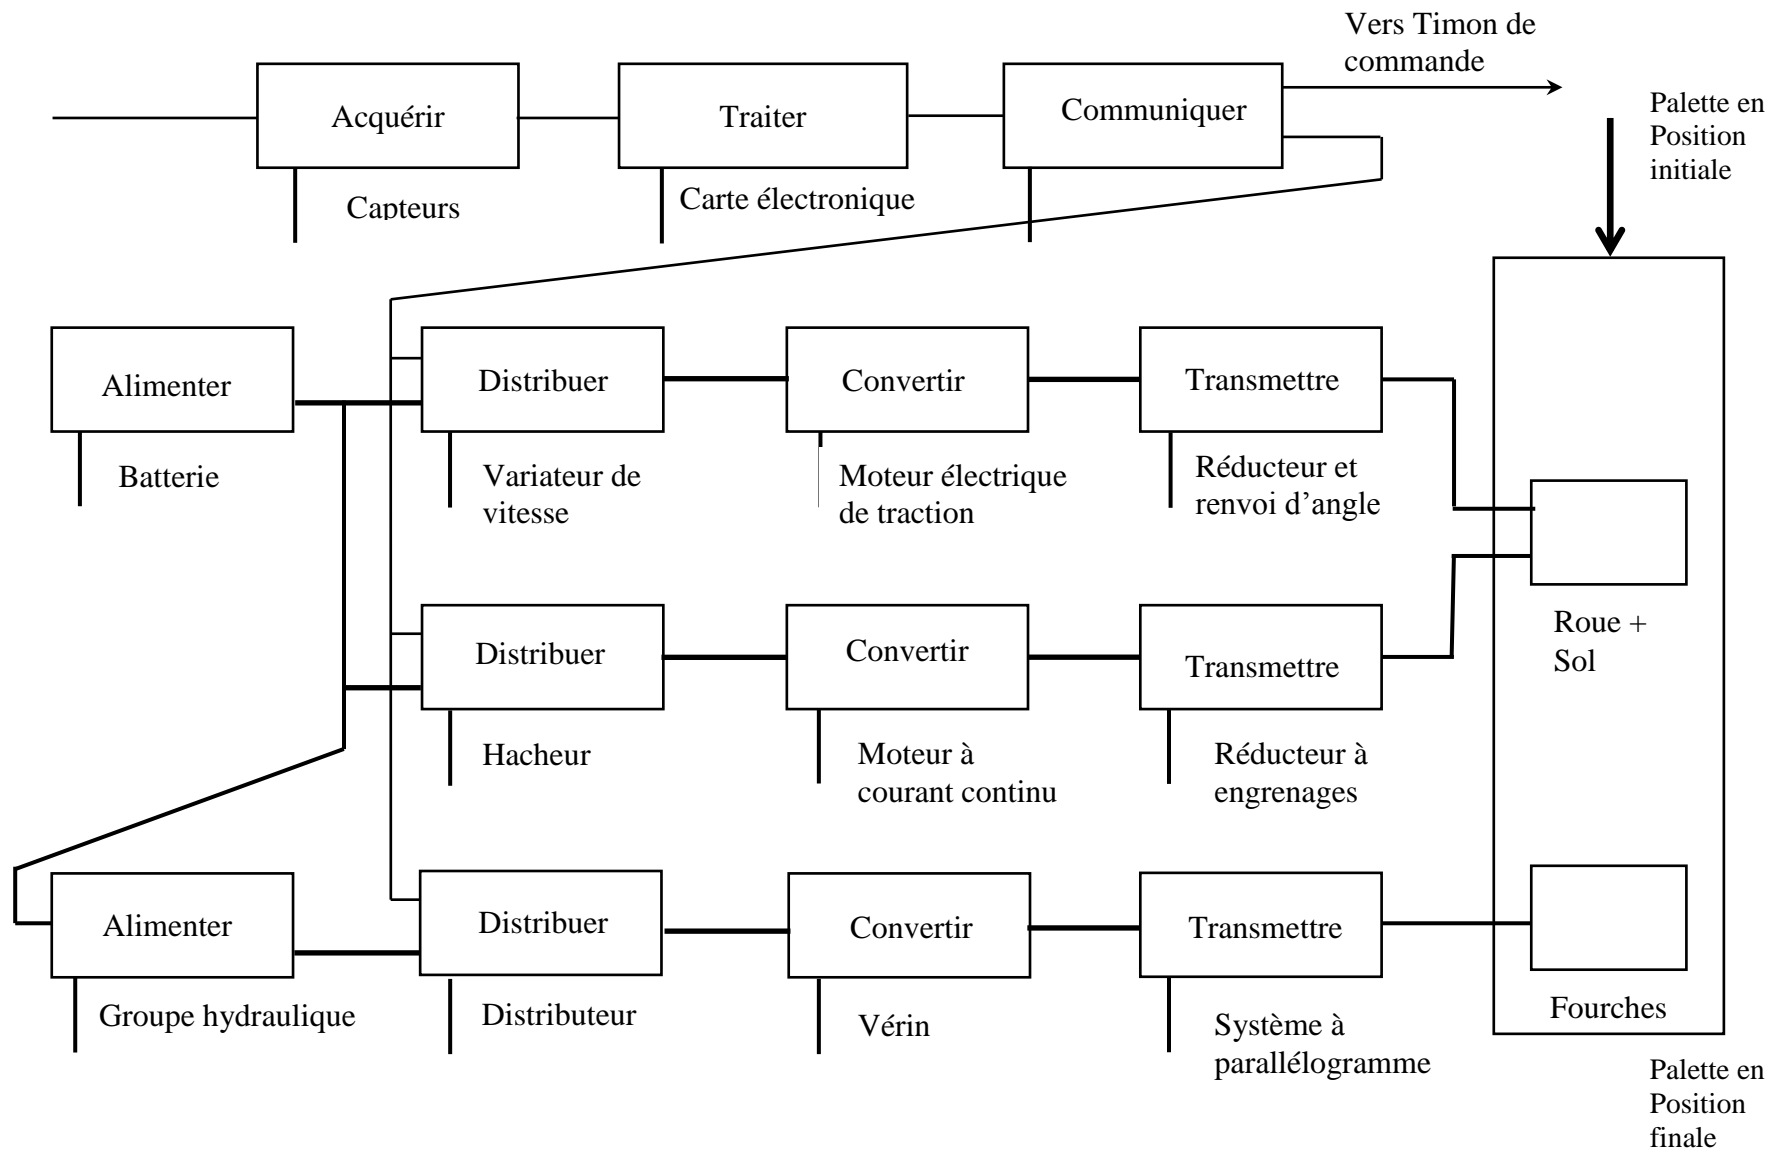 Vers Timon de
commande
Acquérir
Traiter
Communiquer
Palette en
Position
initiale
Capteurs
Carte électronique
Alimenter
Distribuer
Convertir
Transmettre
Batterie
Variateur de
vitesse
Moteur électrique
de traction
Réducteur et
renvoi d’angle
Distribuer
Convertir
Transmettre
Roue +
Sol
Hacheur
Moteur à
courant continu
Réducteur à
engrenages
Alimenter
Distribuer
Convertir
Transmettre
Groupe hydraulique
Distributeur
Vérin
Système à
parallélogramme
Fourches
Palette en
Position
finale